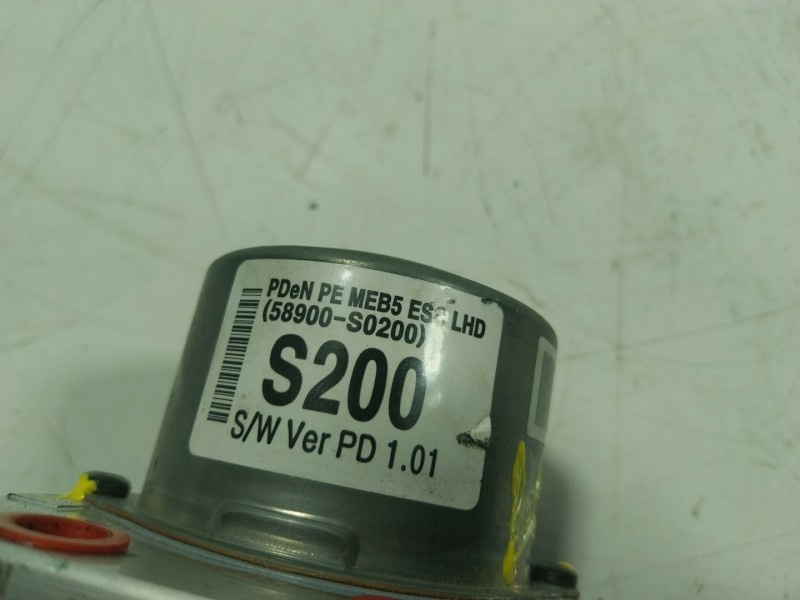 PDeN PE MEB5 ESC LHD
(58900-S0200)
S200
S/W Ver PD 1.01